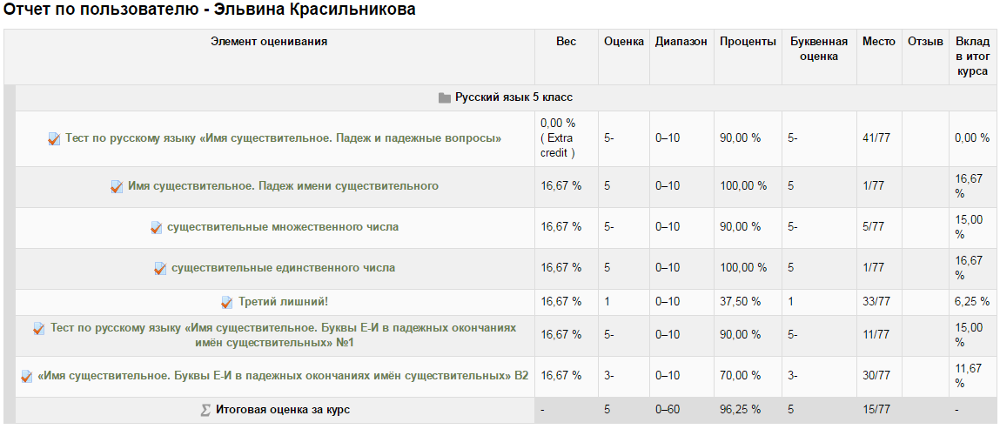 Отчет по пользователю - Эльвина Красильникова
Элемент оценивания Вес Оценка Диапазон Проценты Буквенная оценка Место Отзыв Вклад в итог курса
Русский язык 5 класс
Тест по русскому языку «Имя существительное. Падеж и падежные вопросы» 0,00 % ( Extra credit ) 5- 0–10 90,00 % 5- 41/77 0,00 %
Имя существительное. Падеж имени существительного 16,67 % 5 0–10 100,00 % 5 1/77 16,67 %
существительные множественного числа 16,67 % 5- 0–10 90,00 % 5- 5/77 15,00 %
существительные единственного числа 16,67 % 5 0–10 100,00 % 5 1/77 16,67 %
Третий лишний! 16,67 % 1 0–10 37,50 % 1 33/77 6,25 %
Тест по русскому языку «Имя существительное. Буквы Е-И в падежных окончаниях имён существительных» №1 16,67 % 5- 0–10 90,00 % 5- 11/77 15,00 %
«Имя существительное. Буквы Е-И в падежных окончаниях имён существительных» В2 16,67 % 3- 0–10 70,00 % 3- 30/77 11,67 %
Итоговая оценка за курс - 5 0–60 96,25 % 5 15/77 -